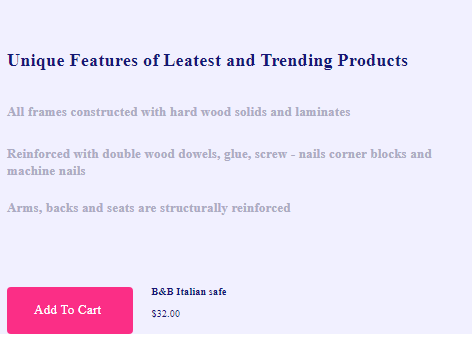 Unique Features of Leatest and Trending Products
All frames constructed with hard wood solids and laminates
Reinforced with double wood dowels, glue, screw - nails corner blocks and
machine nails
Arms, backs and seats are structurally reinforced
B&B Italian safe
Add To Cart
$32.00